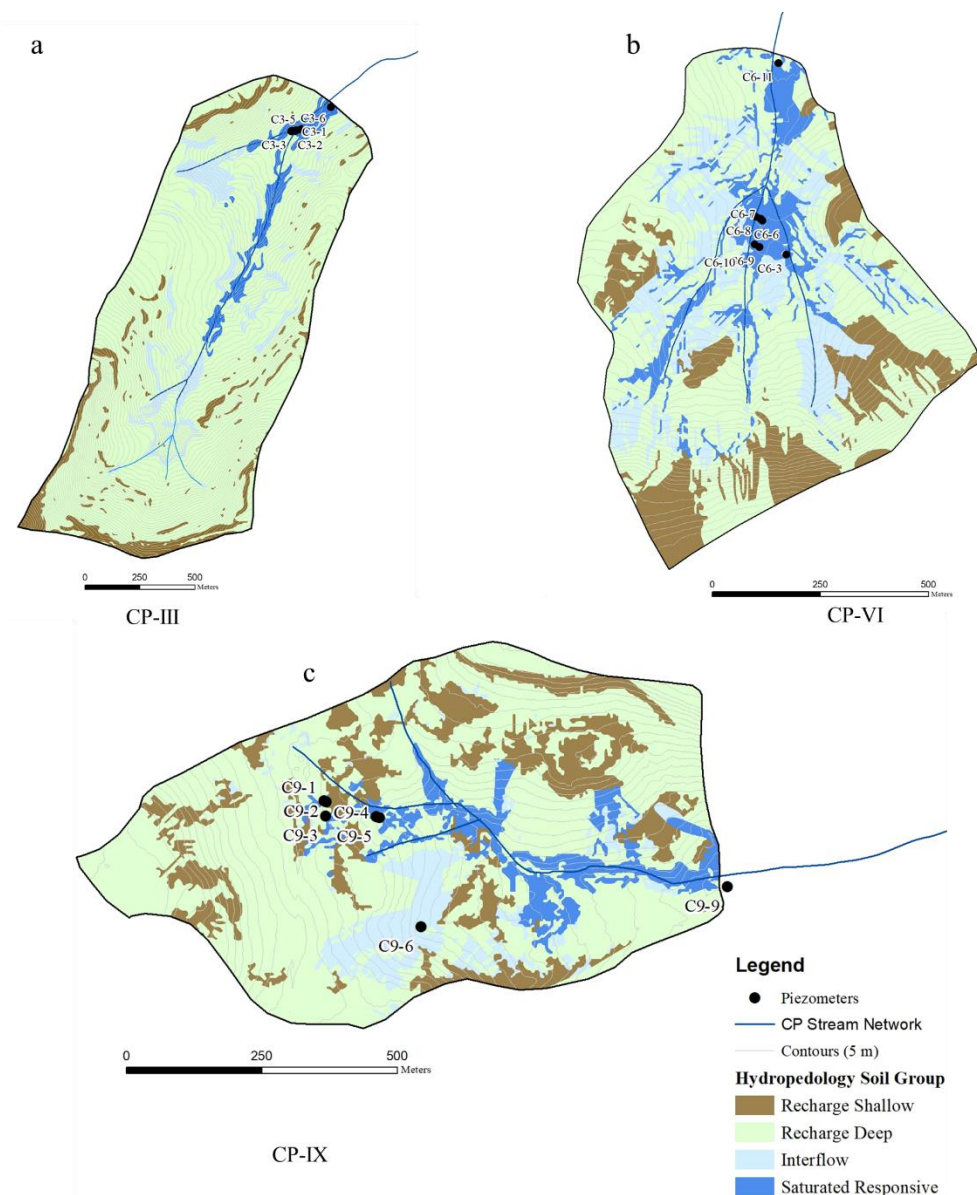 a
C3-5 C3-6
C3-1
C3-3 C3-2
0 250 500
Meters
CP-III
b
C6-11
C6-7
C6-8 C6-6
C6-10 C6-9
C6-3
0 250 500
Meters
CP-VI
c
C9-1
C9-2 C9-4
C9-3 C9-5
C9-6
C9-9
0 250 500
Meters
CP-IX
Legend
Piezometers
CP Stream Network
Contours (5 m)
Hydropedology Soil Group
Recharge Shallow
Recharge Deep
Interflow
Saturated Responsive